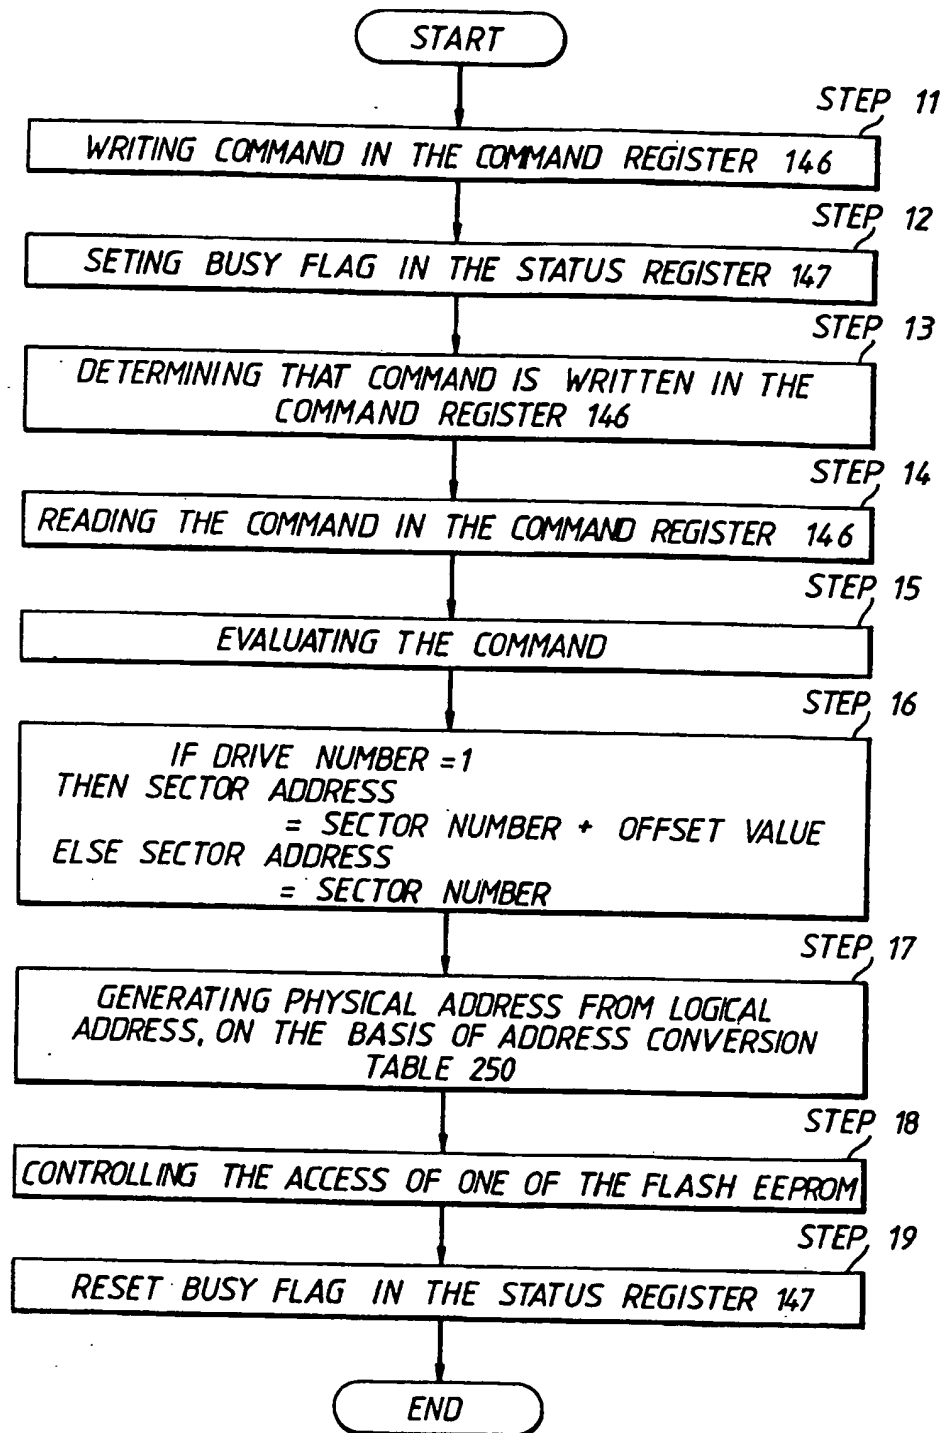 START
STEP 11
WRITING COMMAND IN THE COMMAND REGISTER 146
STEP 12
SETING BUSY FLAG IN THE STATUS REGISTER 147
STEP 13
DETERMINING THAT COMMAND IS WRITTEN IN THE
COMMAND REGISTER 146
STEP 14
READING THE COMMAND IN THE COMMAND REGISTER 146
STEP 15
EVALUATING THE COMMAND
STEP 16
IF DRIVE NUMBER =1
THEN SECTOR ADDRESS
= SECTOR NUMBER + OFFSET VALUE
ELSE SECTOR ADDRESS
= SECTOR NUMBER
STEP 17
GENERATING PHYSICAL ADDRESS FROM LOGICAL
ADDRESS, ON THE BASIS OF ADDRESS CONVERSION
TABLE 250
STEP 18
CONTROLLING THE ACCESS OF ONE OF THE FLASH EEPROM
STEP 19
RESET BUSY FLAG IN THE STATUS REGISTER 147
END